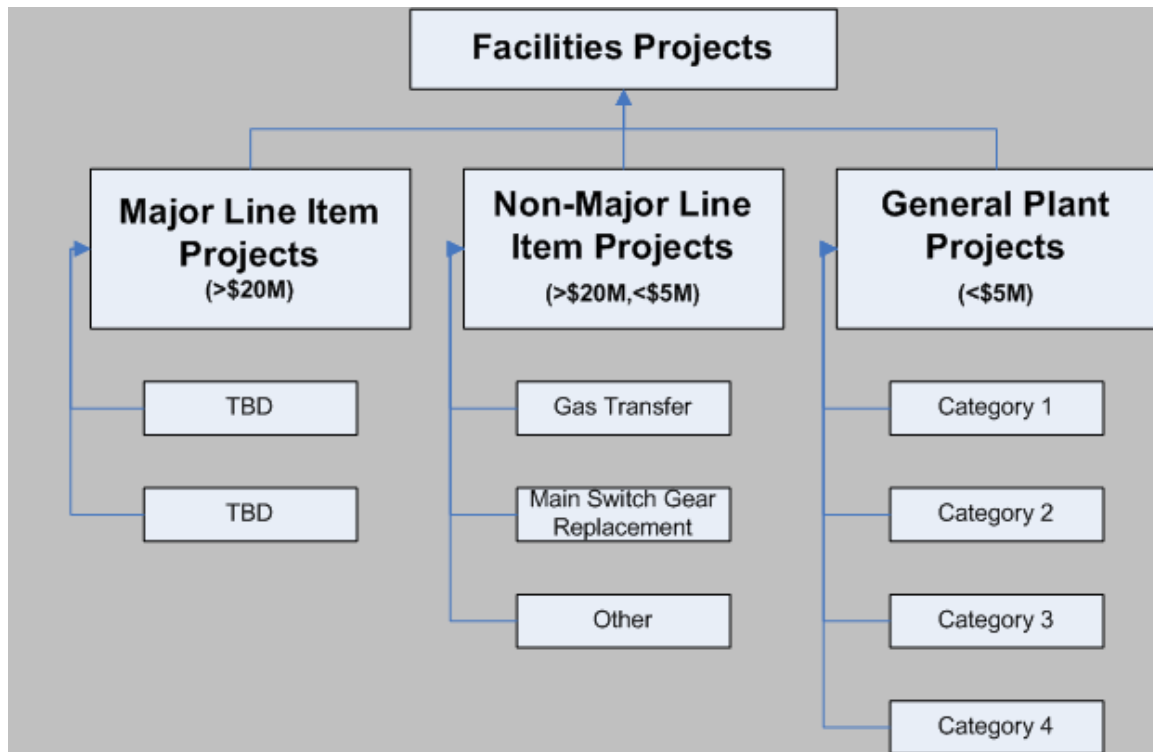 Facilities Projects
Major Line Item
Projects
(>$20M)
TBD
TBD
Non-Major Line
Item Projects
(>$20M,<$5M)
Gas Transfer
Main Switch Gear
Replacement
Other
General Plant
Projects
(<$5M)
Category 1
Category 2
Category 3
Category 4